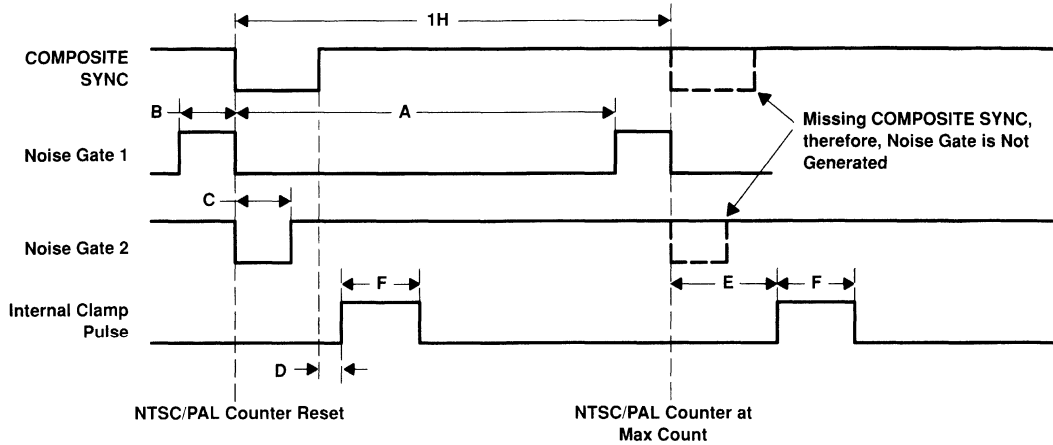 1H
COMPOSITE
SYNC
B
A
Missing COMPOSITE SYNC,
therefore, Noise Gate is Not
Generated
Noise Gate 1
C
Noise Gate 2
F
E
F
Internal Clamp
Pulse
D
NTSC/PAL Counter Reset
NTSC/PAL Counter at
Max Count